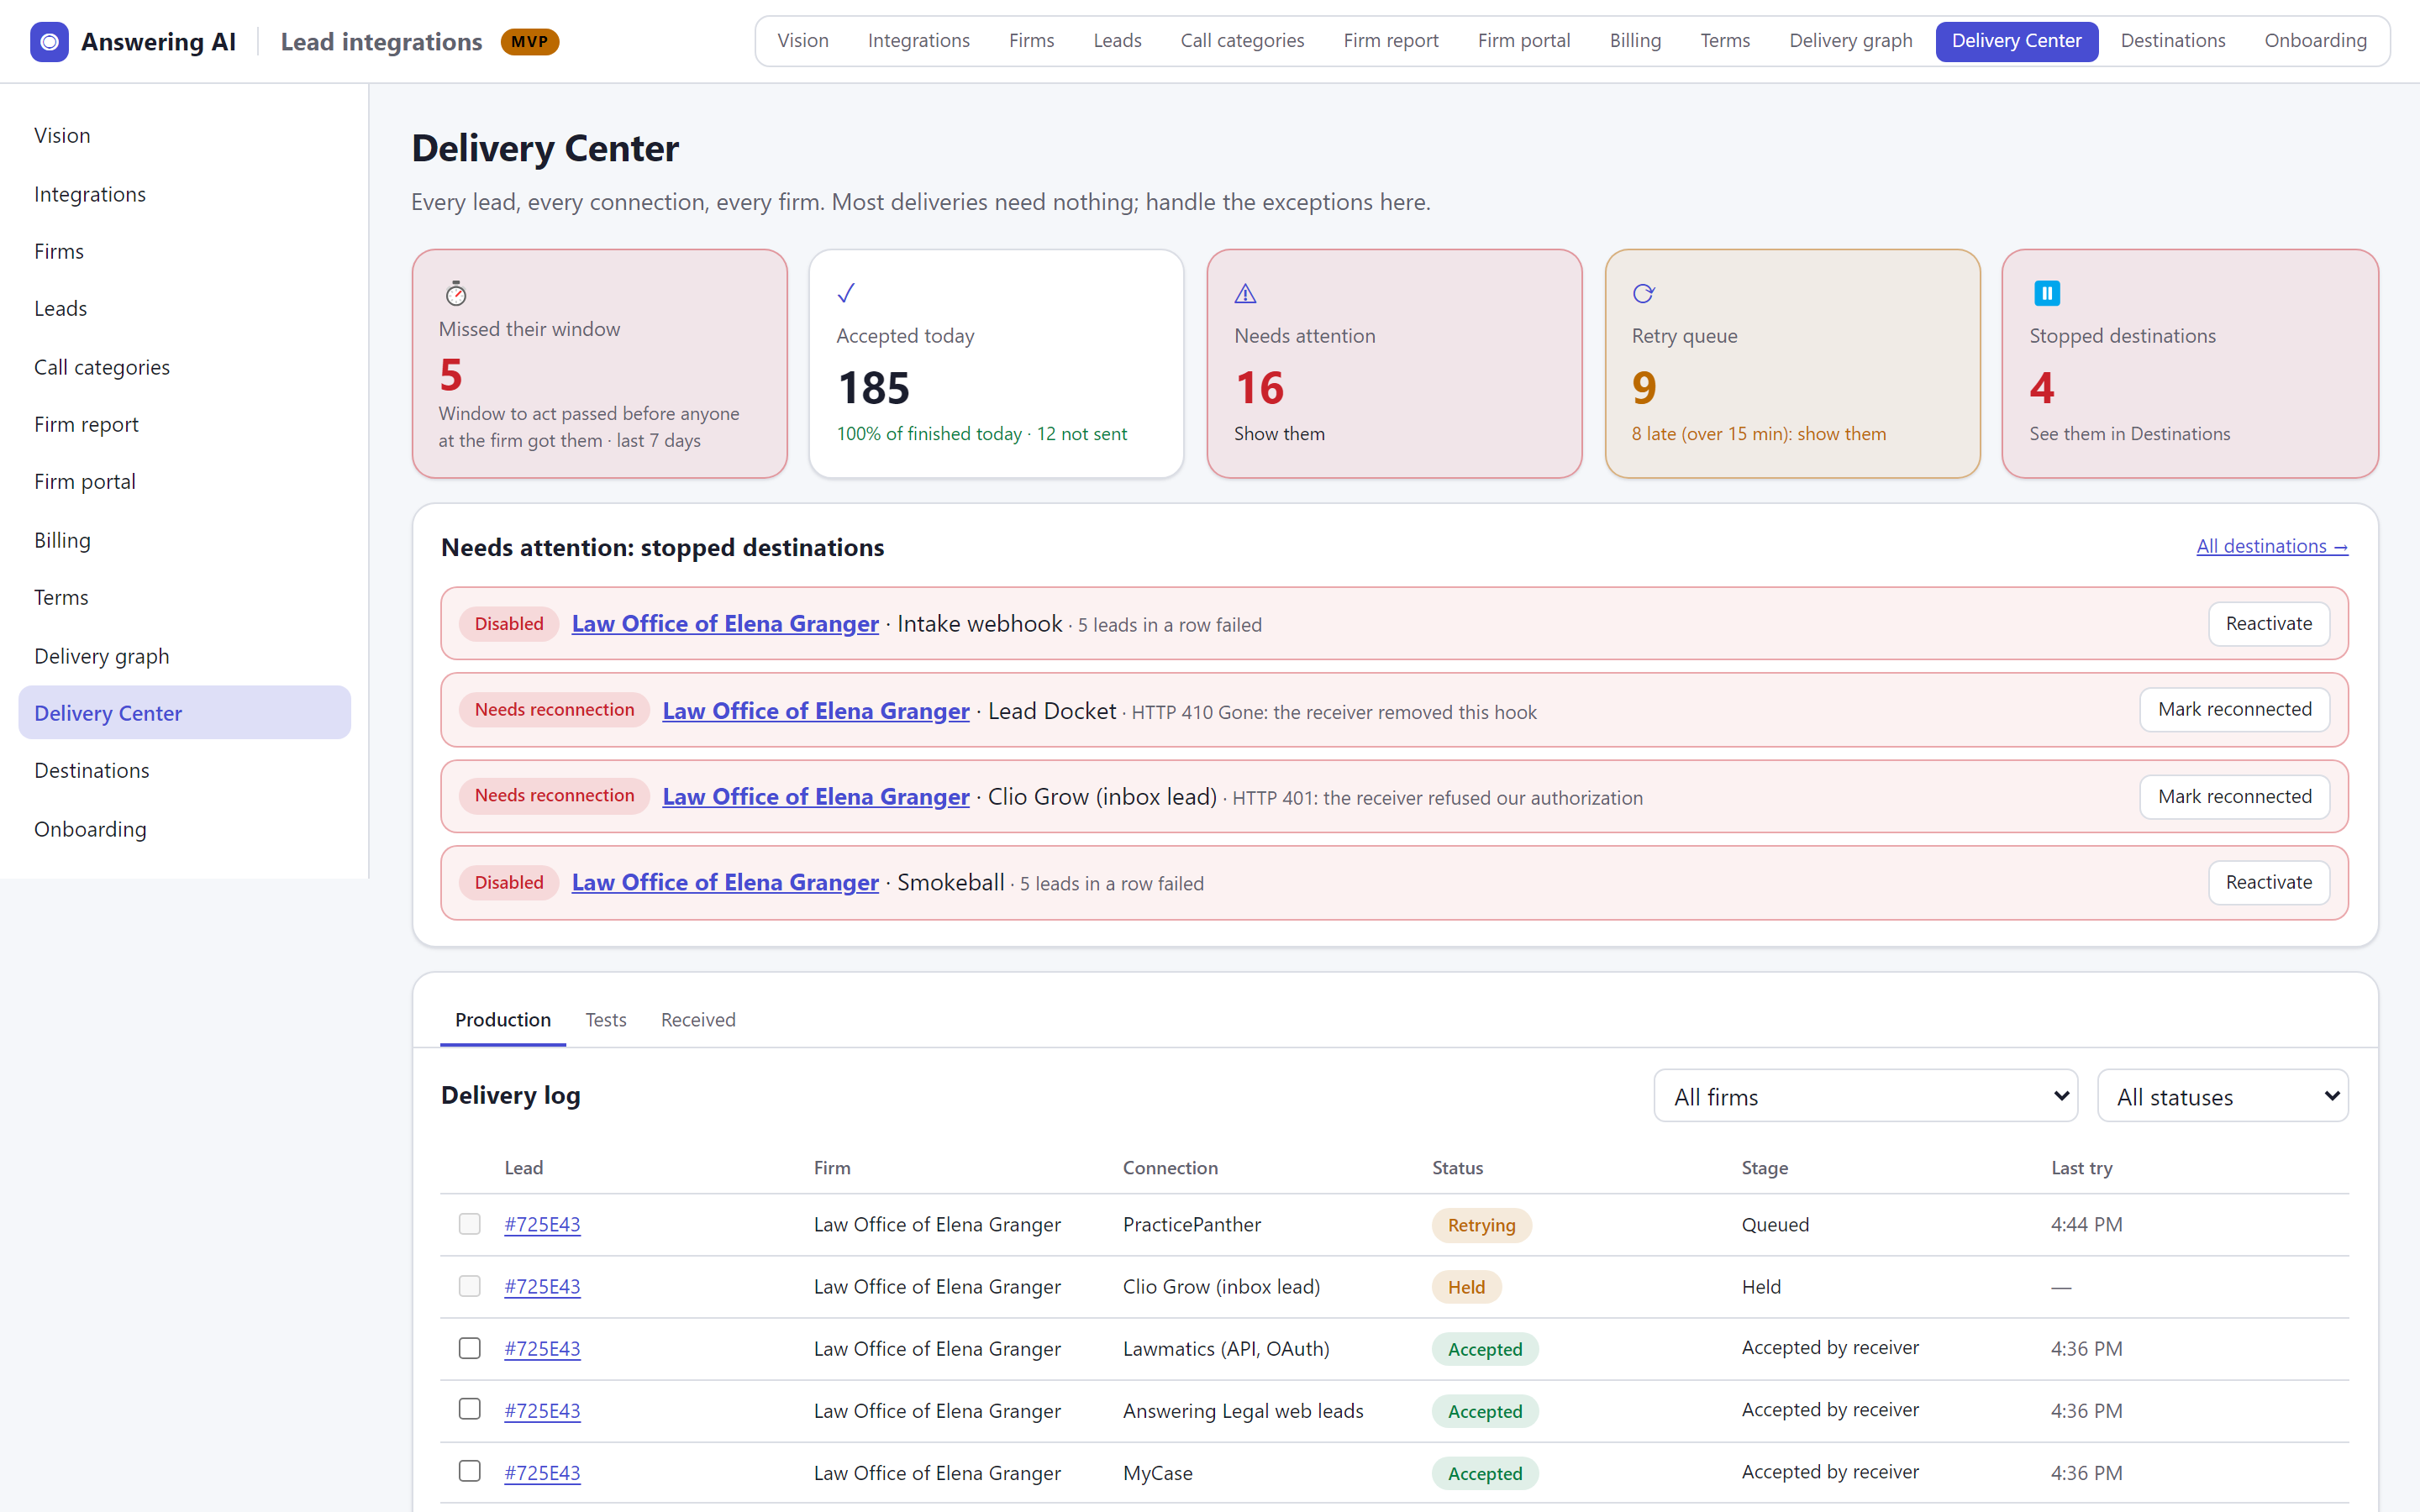 Answering AI
Lead integrations
MVP
Vision
Integrations
Firms
Leads
Call categories
Firm report
Firm portal
Billing
Terms
Delivery graph
Delivery Center
Destinations
Onboarding
Vision
Integrations
Firms
Leads
Call categories
Firm report
Firm portal
Billing
Terms
Delivery graph
Delivery Center
Destinations
Onboarding
Delivery Center
Every lead, every connection, every firm. Most deliveries need nothing; handle the exceptions here.
Missed their window
5
Window to act passed before anyone
at the firm got them · last 7 days
Accepted today
185
100% of finished today · 12 not sent
Needs attention
16
Show them
Retry queue
9
8 late (over 15 min): show them
Stopped destinations
4
See them in Destinations
Needs attention: stopped destinations
All destinations →
Disabled Law Office of Elena Granger · Intake webhook · 5 leads in a row failed Reactivate
Needs reconnection Law Office of Elena Granger · Lead Docket · HTTP 410 Gone: the receiver removed this hook Mark reconnected
Needs reconnection Law Office of Elena Granger · Clio Grow (inbox lead) · HTTP 401: the receiver refused our authorization Mark reconnected
Disabled Law Office of Elena Granger · Smokeball · 5 leads in a row failed Reactivate
Production Tests Received
Delivery log
All firms
All statuses
Lead Firm Connection Status Stage Last try
#725E43 Law Office of Elena Granger PracticePanther Retrying Queued 4:44 PM
#725E43 Law Office of Elena Granger Clio Grow (inbox lead) Held Held —
#725E43 Law Office of Elena Granger Lawmatics (API, OAuth) Accepted Accepted by receiver 4:36 PM
#725E43 Law Office of Elena Granger Answering Legal web leads Accepted Accepted by receiver 4:36 PM
#725E43 Law Office of Elena Granger MyCase Accepted Accepted by receiver 4:36 PM